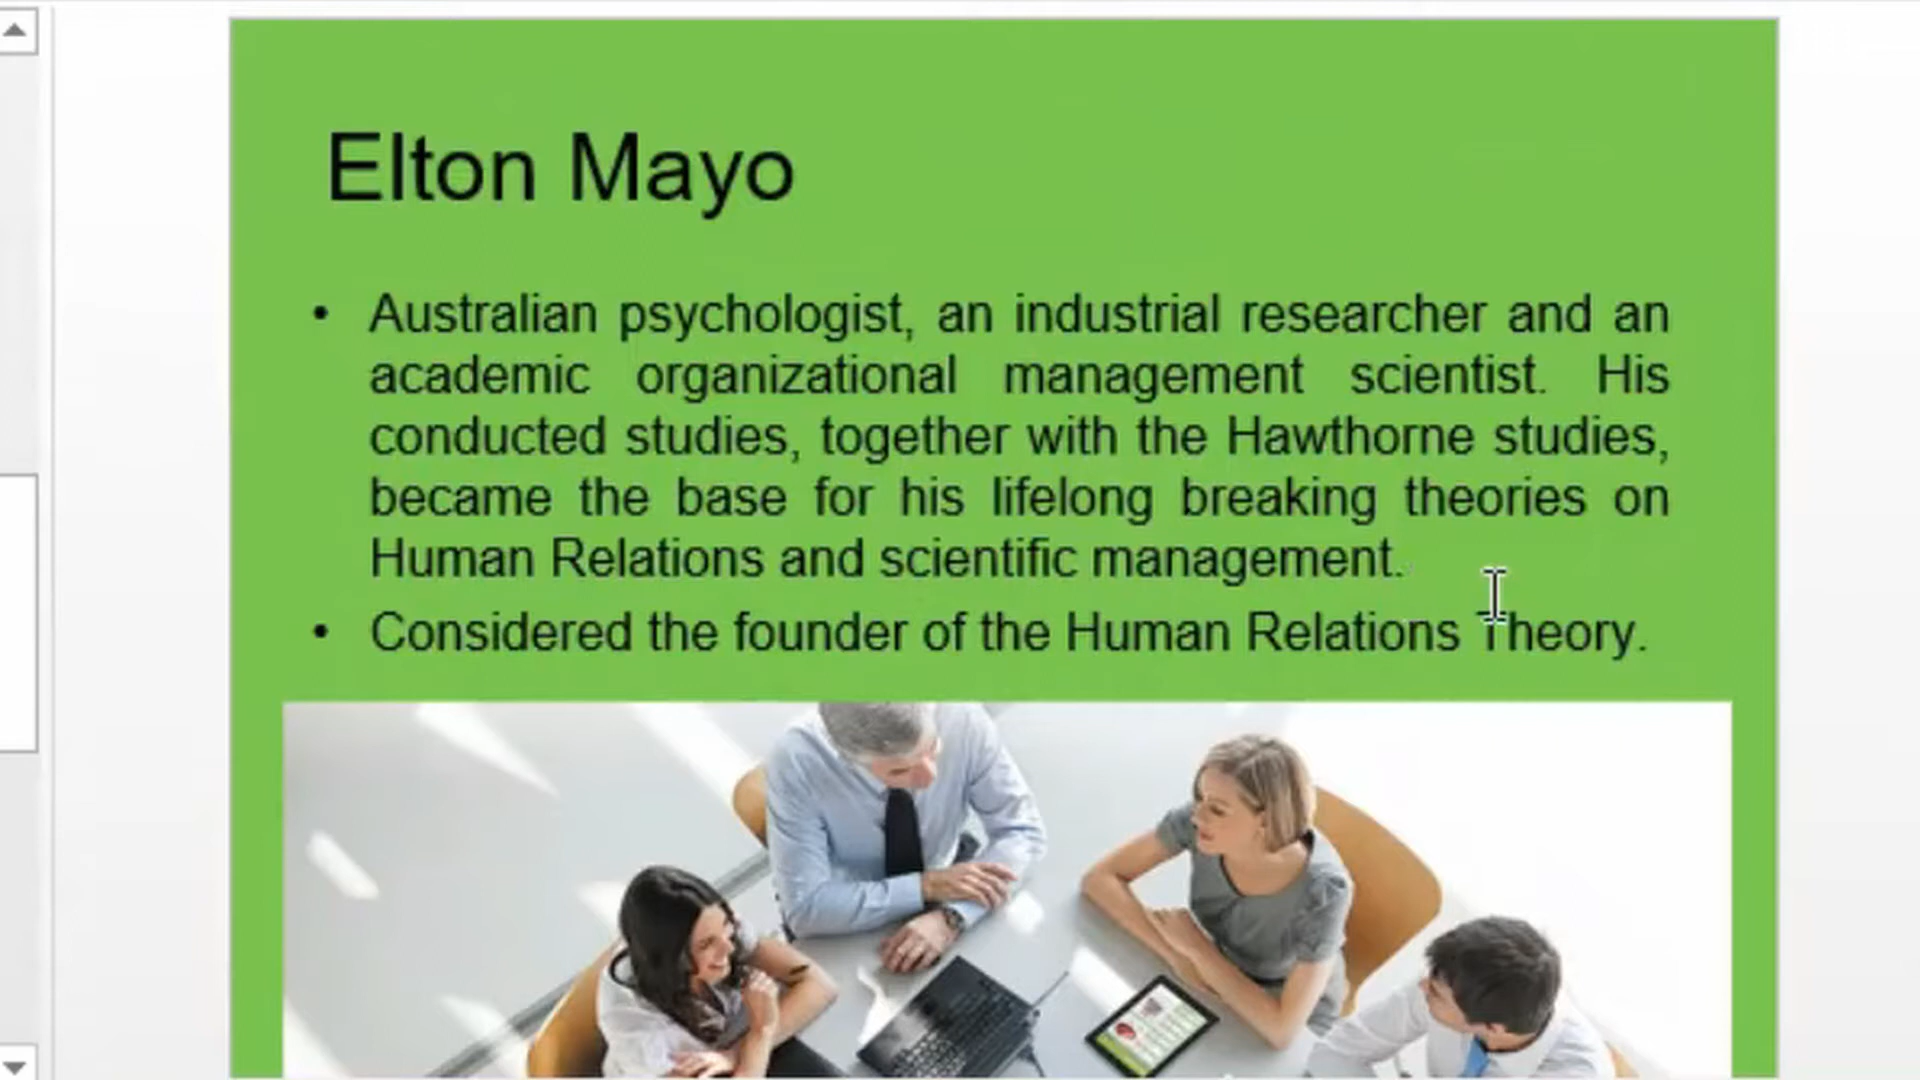 Elton Mayo
• Australian psychologist, an industrial researcher and an
academic organizational management scientist. His
conducted studies, together with the Hawthorne studies,
became the base for his lifelong breaking theories on
Human Relations and scientific management.
• Considered the founder of the Human Relations Theory.